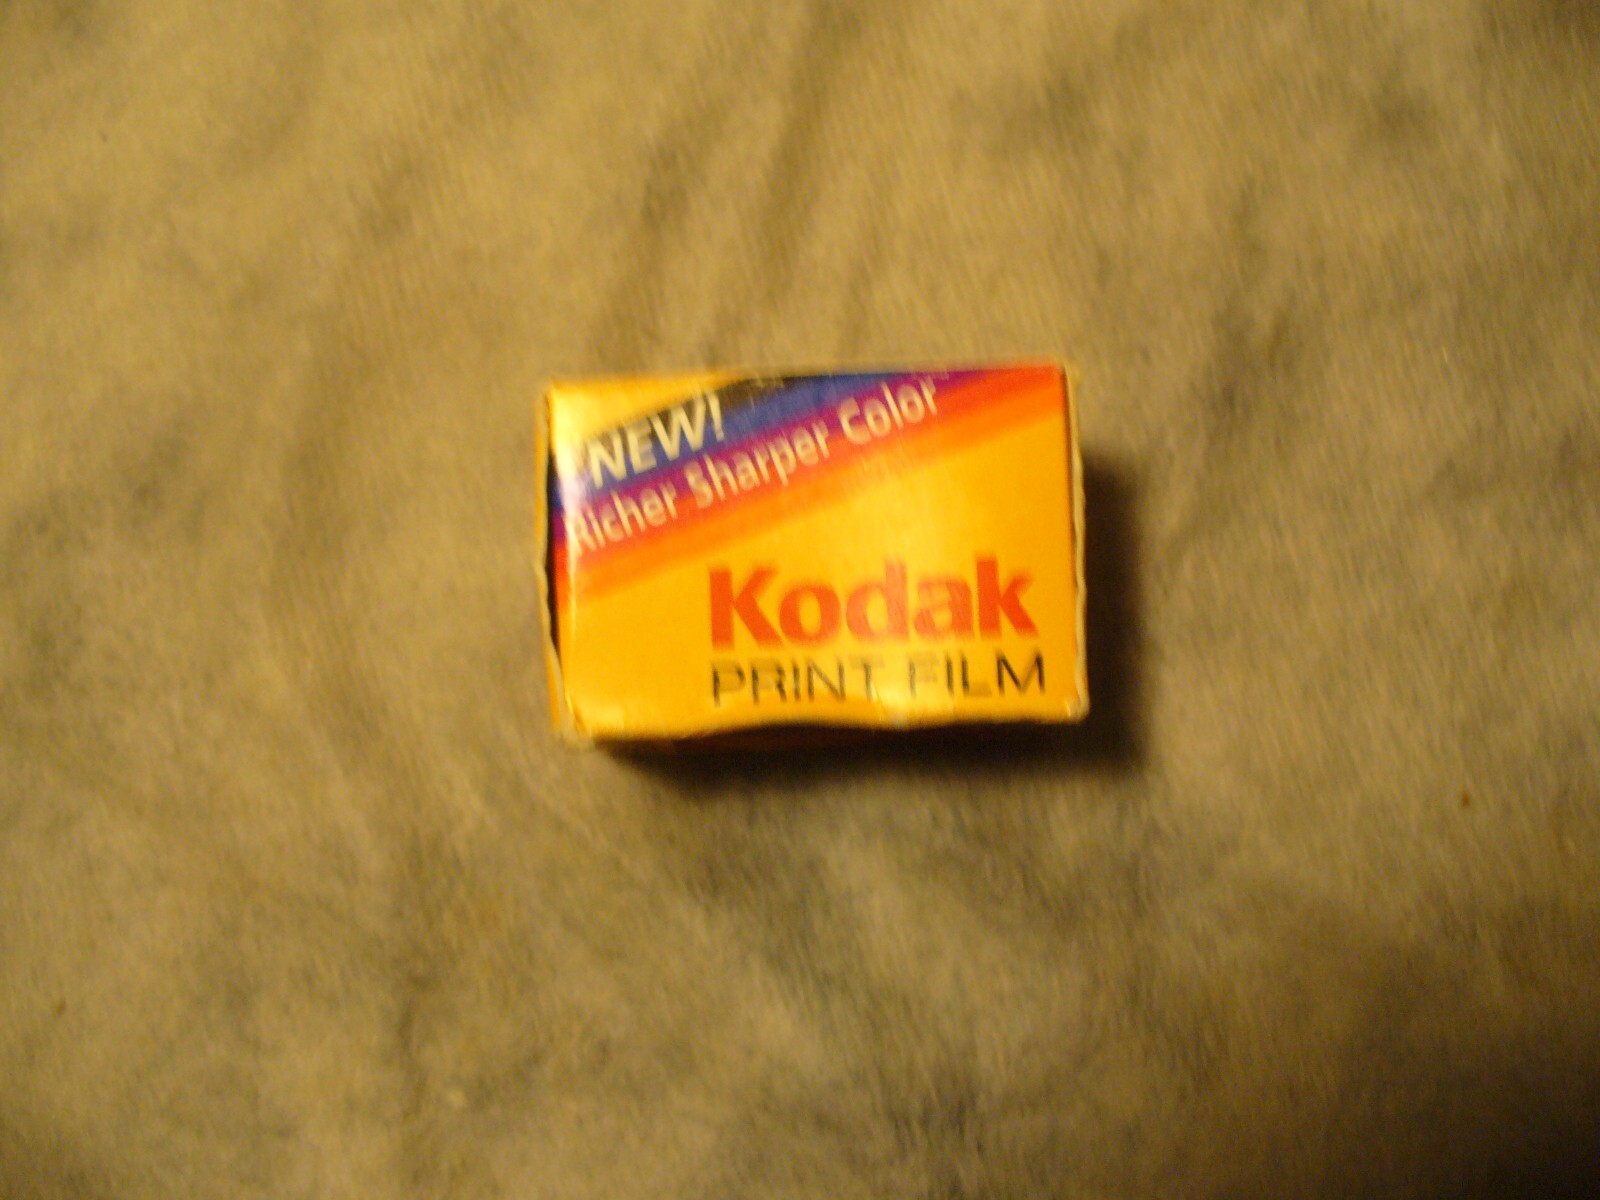 NEW!
Richer Sharper Color
Kodak
PRINT FILM